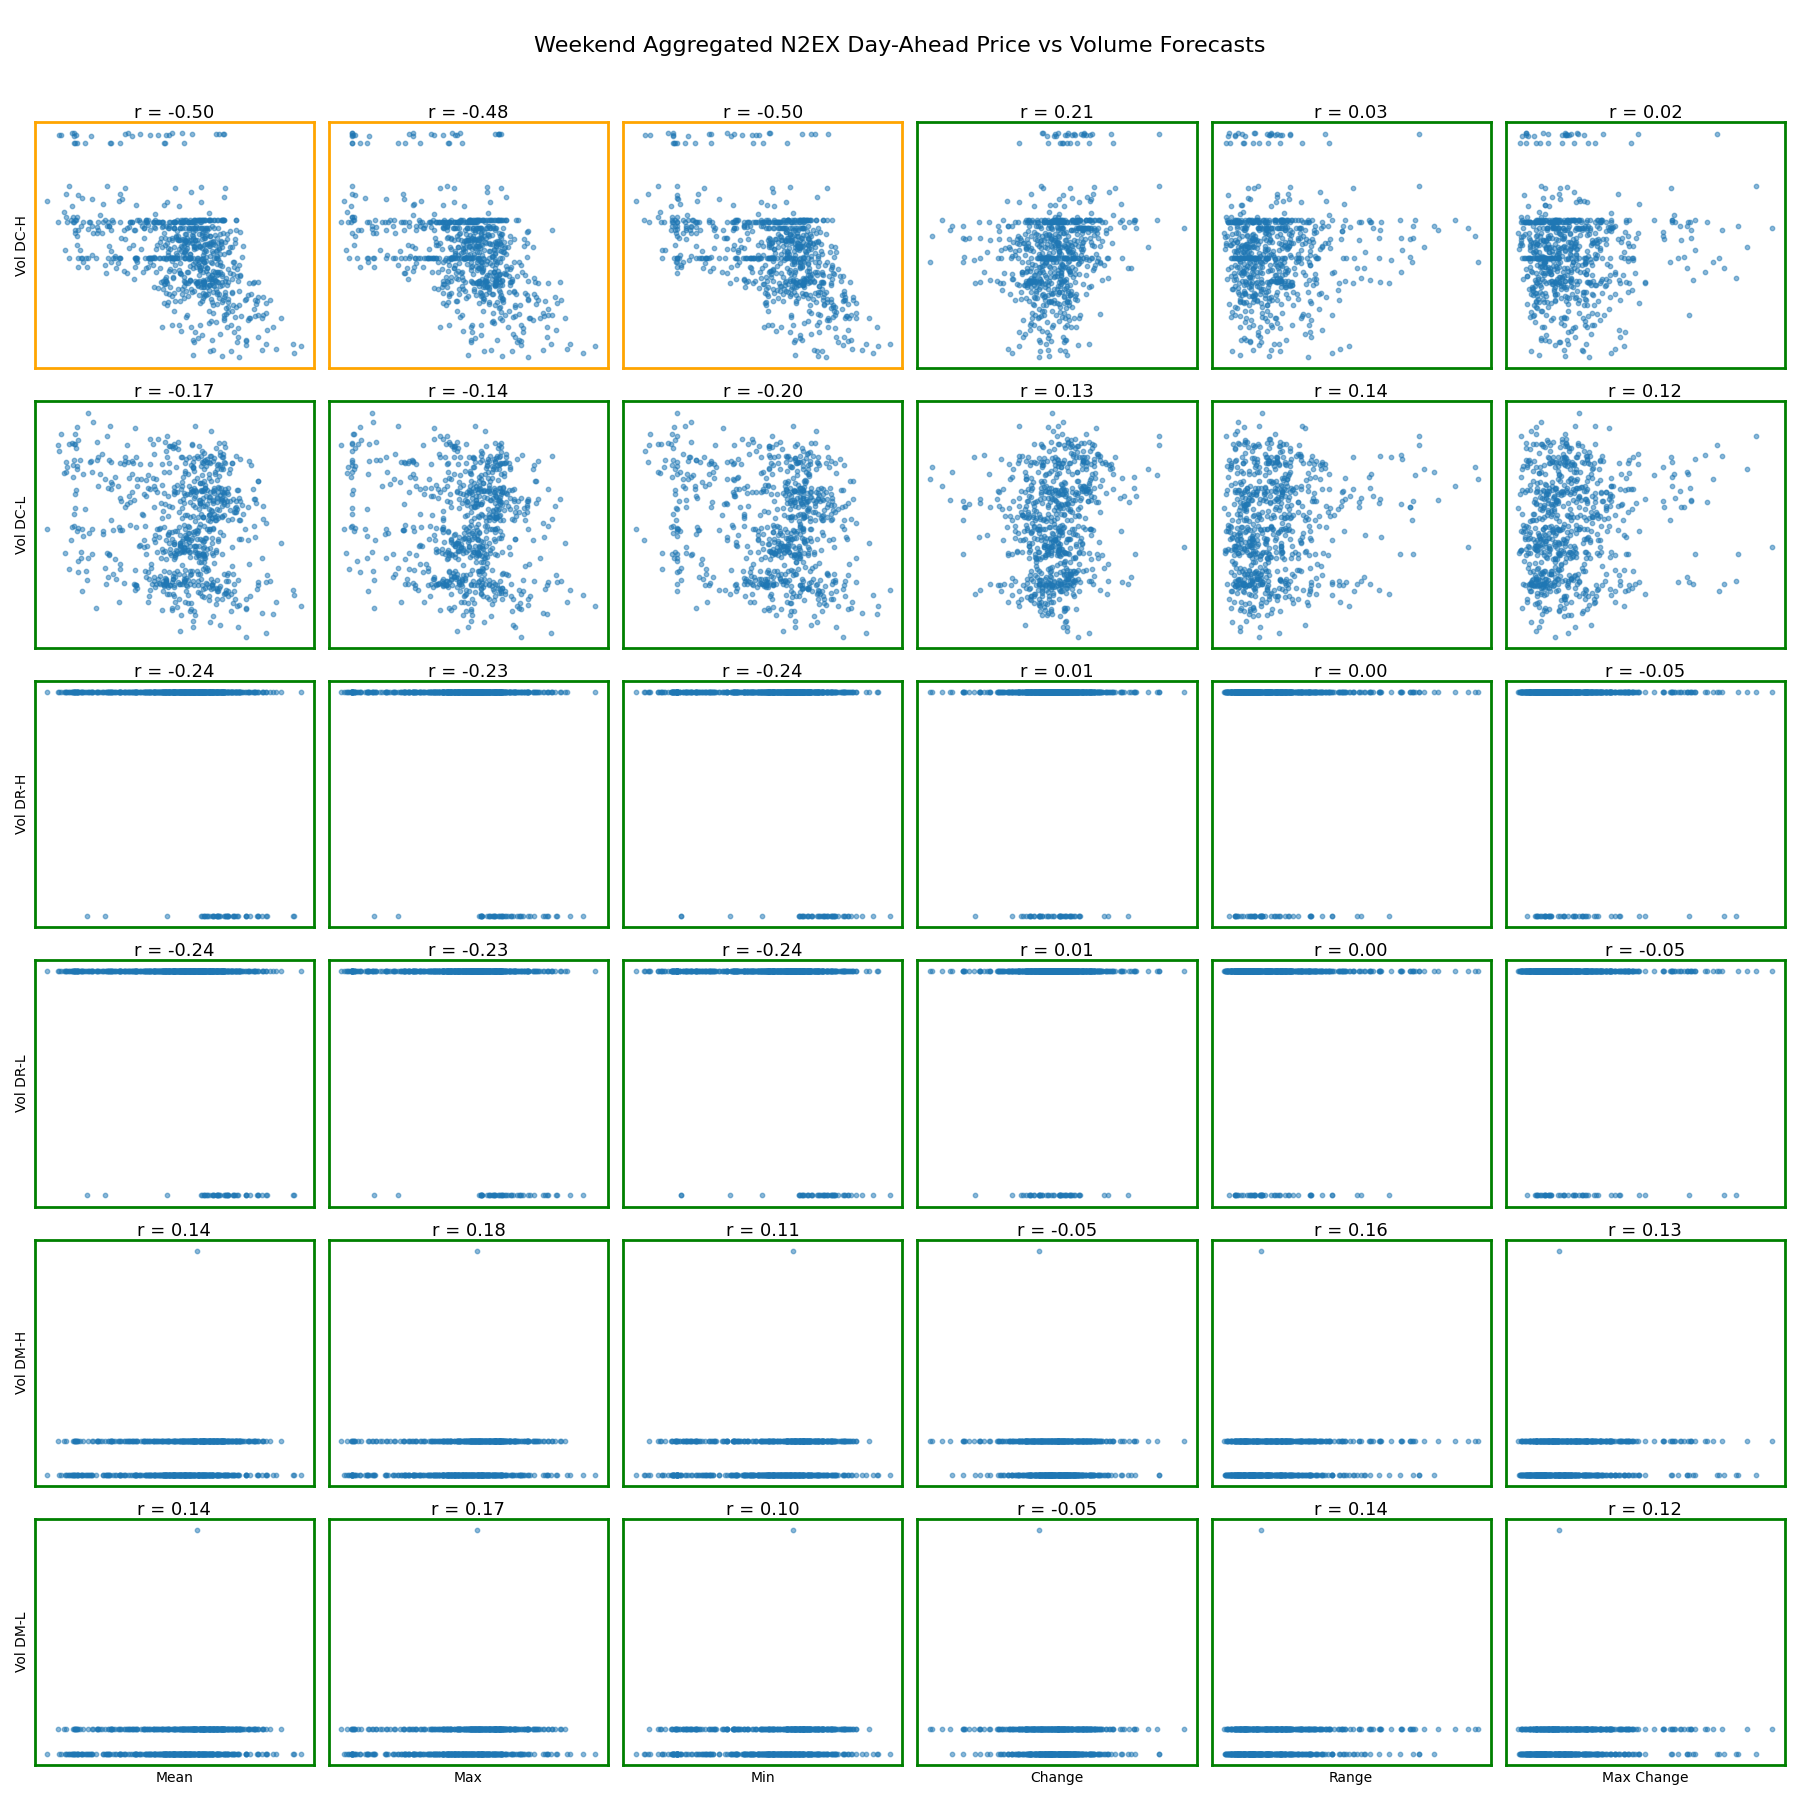 Weekend Aggregated N2EX Day-Ahead Price vs Volume Forecasts
r = -0.50
r = -0.48
r = -0.50
r = 0.21
r = 0.03
r = 0.02
Vol DC-H
r = -0.17
r = -0.14
r = -0.20
r = 0.13
r = 0.14
r = 0.12
Vol DC-L
r = -0.24
r = -0.23
r = -0.24
r = 0.01
r = 0.00
r = -0.05
Vol DR-H
r = -0.24
r = -0.23
r = -0.24
r = 0.01
r = 0.00
r = -0.05
Vol DR-L
r = 0.14
r = 0.18
r = 0.11
r = -0.05
r = 0.16
r = 0.13
Vol DM-H
r = 0.14
r = 0.17
r = 0.10
r = -0.05
r = 0.14
r = 0.12
Vol DM-L
Mean
Max
Min
Change
Range
Max Change